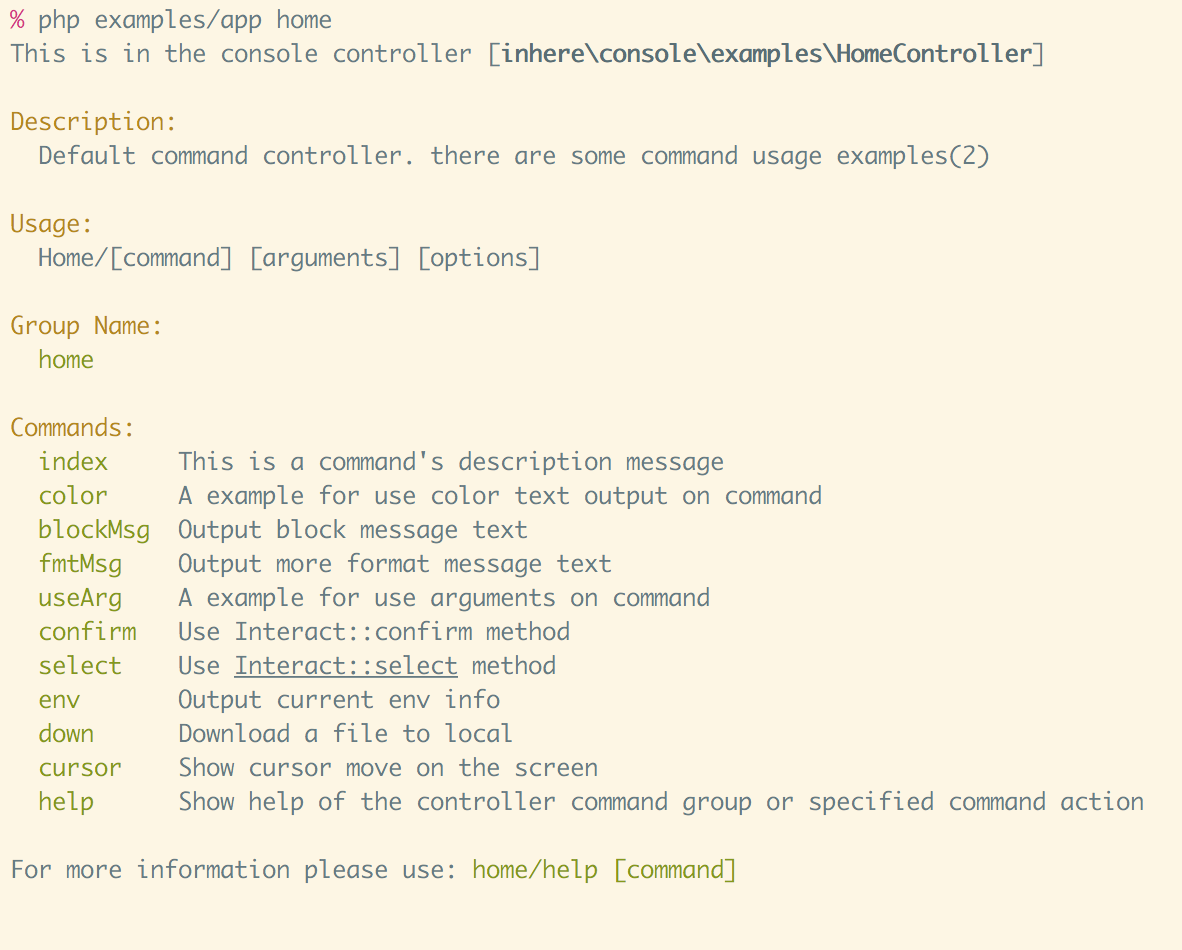 % php examples/app home
This is in the console controller [inhere\console\examples\HomeController]
Description:
Default command controller. there are some command usage examples(2)
Usage:
Home/[command] [arguments] [options]
Group Name:
home
Commands:
index This is a command's description message
color A example for use color text output on command
blockMsg Output block message text
fmtMsg Output more format message text
useArg A example for use arguments on command
confirm Use Interact::confirm method
select Use Interact::select method
env Output current env info
down Download a file to local
cursor Show cursor move on the screen
help Show help of the controller command group or specified command action
For more information please use: home/help [command]